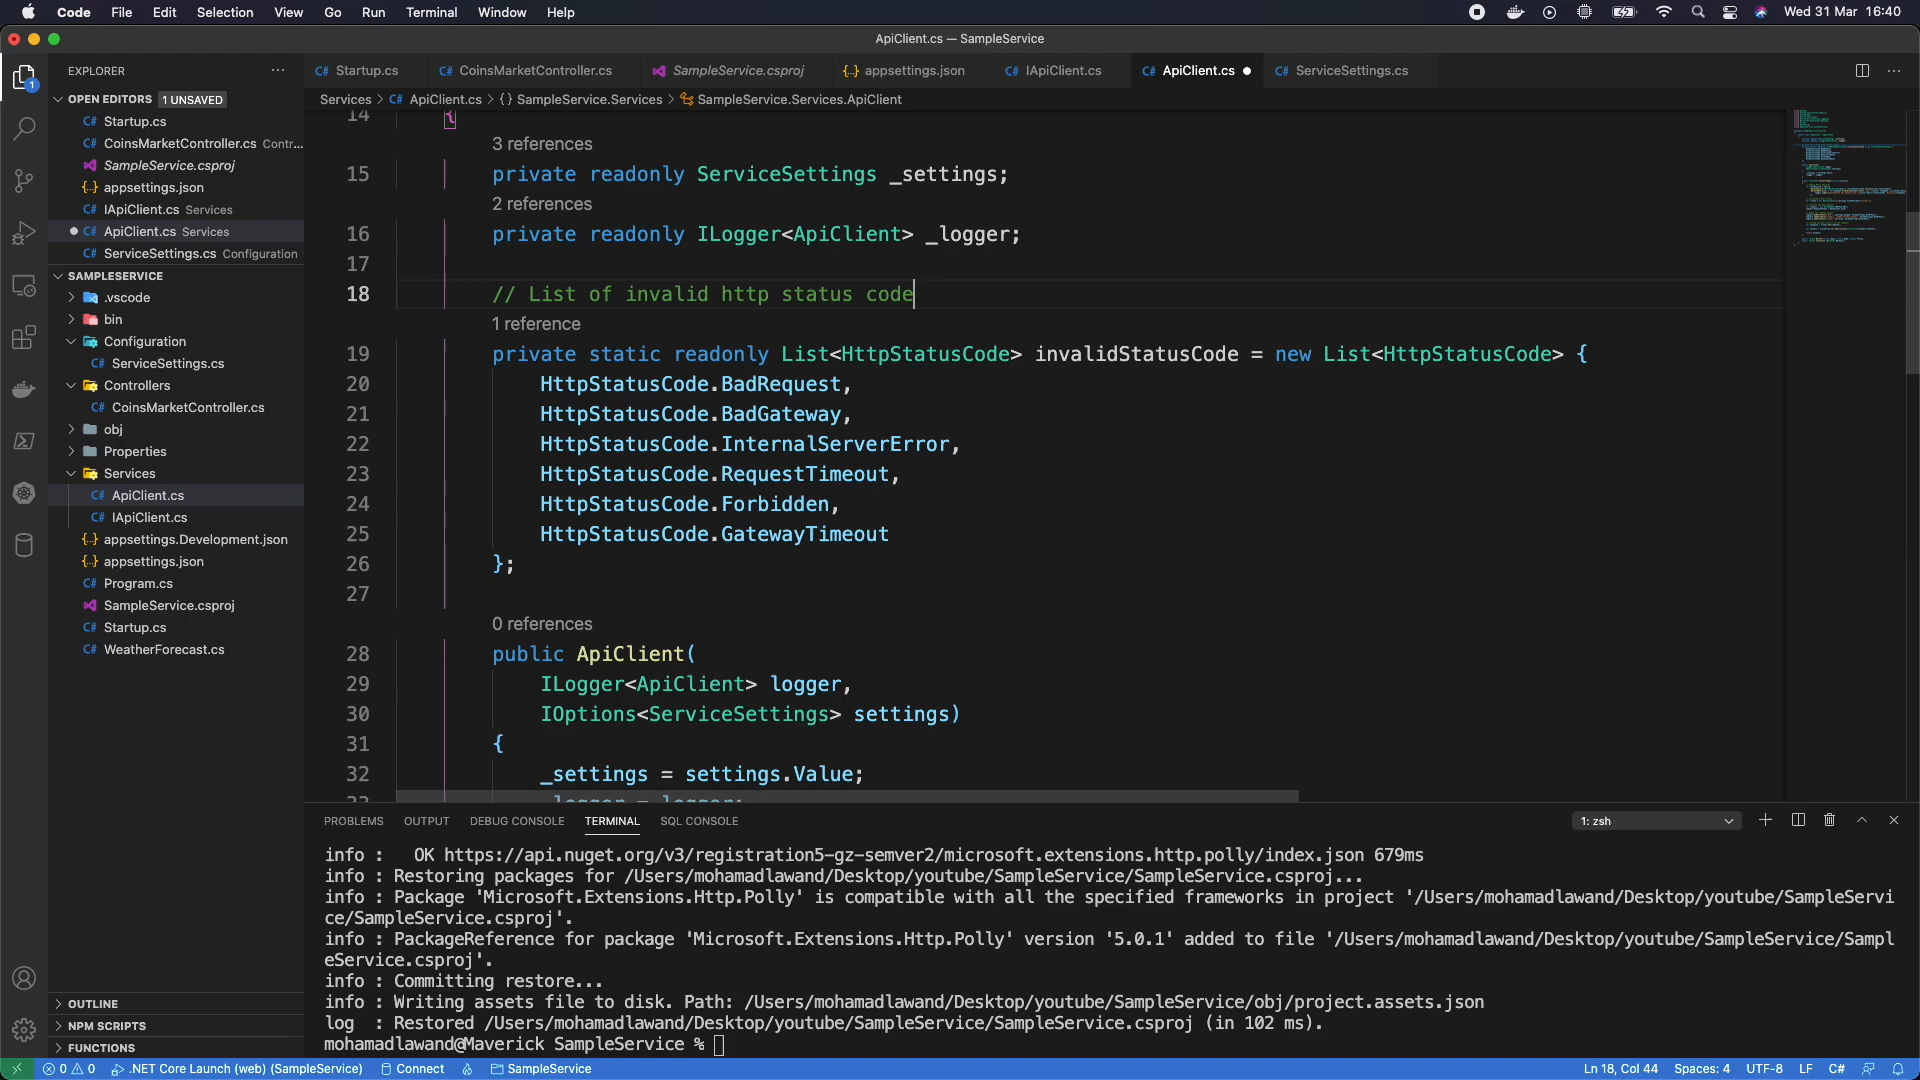 Code File Edit Selection View Go Run Terminal Window Help Wed 31 Mar 16:40
ApiClient.cs — SampleService
EXPLORER ···
Startup.cs CoinsMarketController.cs SampleService.csproj appsettings.json IApiClient.cs ApiClient.cs ServiceSettings.cs
Services > ApiClient.cs > {} SampleService.Services > SampleService.Services.ApiClient
OPEN EDITORS 1 UNSAVED
C# Startup.cs
C# CoinsMarketController.cs Contr...
SampleService.csproj
{··} appsettings.json
C# IApiClient.cs Services
C# ApiClient.cs Services
C# ServiceSettings.cs Configuration
SAMPLESERVICE
.vscode
bin
Configuration
C# ServiceSettings.cs
Controllers
C# CoinsMarketController.cs
obj
Properties
Services
C# ApiClient.cs
C# IApiClient.cs
{··} appsettings.Development.json
{··} appsettings.json
C# Program.cs
SampleService.csproj
C# Startup.cs
C# WeatherForecast.cs
OUTLINE
NPM SCRIPTS
FUNCTIONS
14 {
3 references
15 private readonly ServiceSettings _settings;
2 references
16 private readonly ILogger<ApiClient> _logger;
17
18 // List of invalid http status code
1 reference
19 private static readonly List<HttpStatusCode> invalidStatusCode = new List<HttpStatusCode> {
20 HttpStatusCode.BadRequest,
21 HttpStatusCode.BadGateway,
22 HttpStatusCode.InternalServerError,
23 HttpStatusCode.RequestTimeout,
24 HttpStatusCode.Forbidden,
25 HttpStatusCode.GatewayTimeout
26 };
27
0 references
28 public ApiClient(
29 ILogger<ApiClient> logger,
30 IOptions<ServiceSettings> settings)
31 {
32 _settings = settings.Value;
33 _logger = logger;
PROBLEMS OUTPUT DEBUG CONSOLE TERMINAL SQL CONSOLE 1: zsh
info : OK https://api.nuget.org/v3/registration5-gz-semver2/microsoft.extensions.http.polly/index.json 679ms
info : Restoring packages for /Users/mohamadlawand/Desktop/youtube/SampleService/SampleService.csproj...
info : Package 'Microsoft.Extensions.Http.Polly' is compatible with all the specified frameworks in project '/Users/mohamadlawand/Desktop/youtube/SampleServi
ce/SampleService.csproj'.
info : PackageReference for package 'Microsoft.Extensions.Http.Polly' version '5.0.1' added to file '/Users/mohamadlawand/Desktop/youtube/SampleService/Sampl
eService.csproj'.
info : Committing restore...
info : Writing assets file to disk. Path: /Users/mohamadlawand/Desktop/youtube/SampleService/obj/project.assets.json
log : Restored /Users/mohamadlawand/Desktop/youtube/SampleService/SampleService.csproj (in 102 ms).
mohamadlawand@Maverick SampleService %
0 0 .NET Core Launch (web) (SampleService) Connect SampleService Ln 18, Col 44 Spaces: 4 UTF-8 LF C#